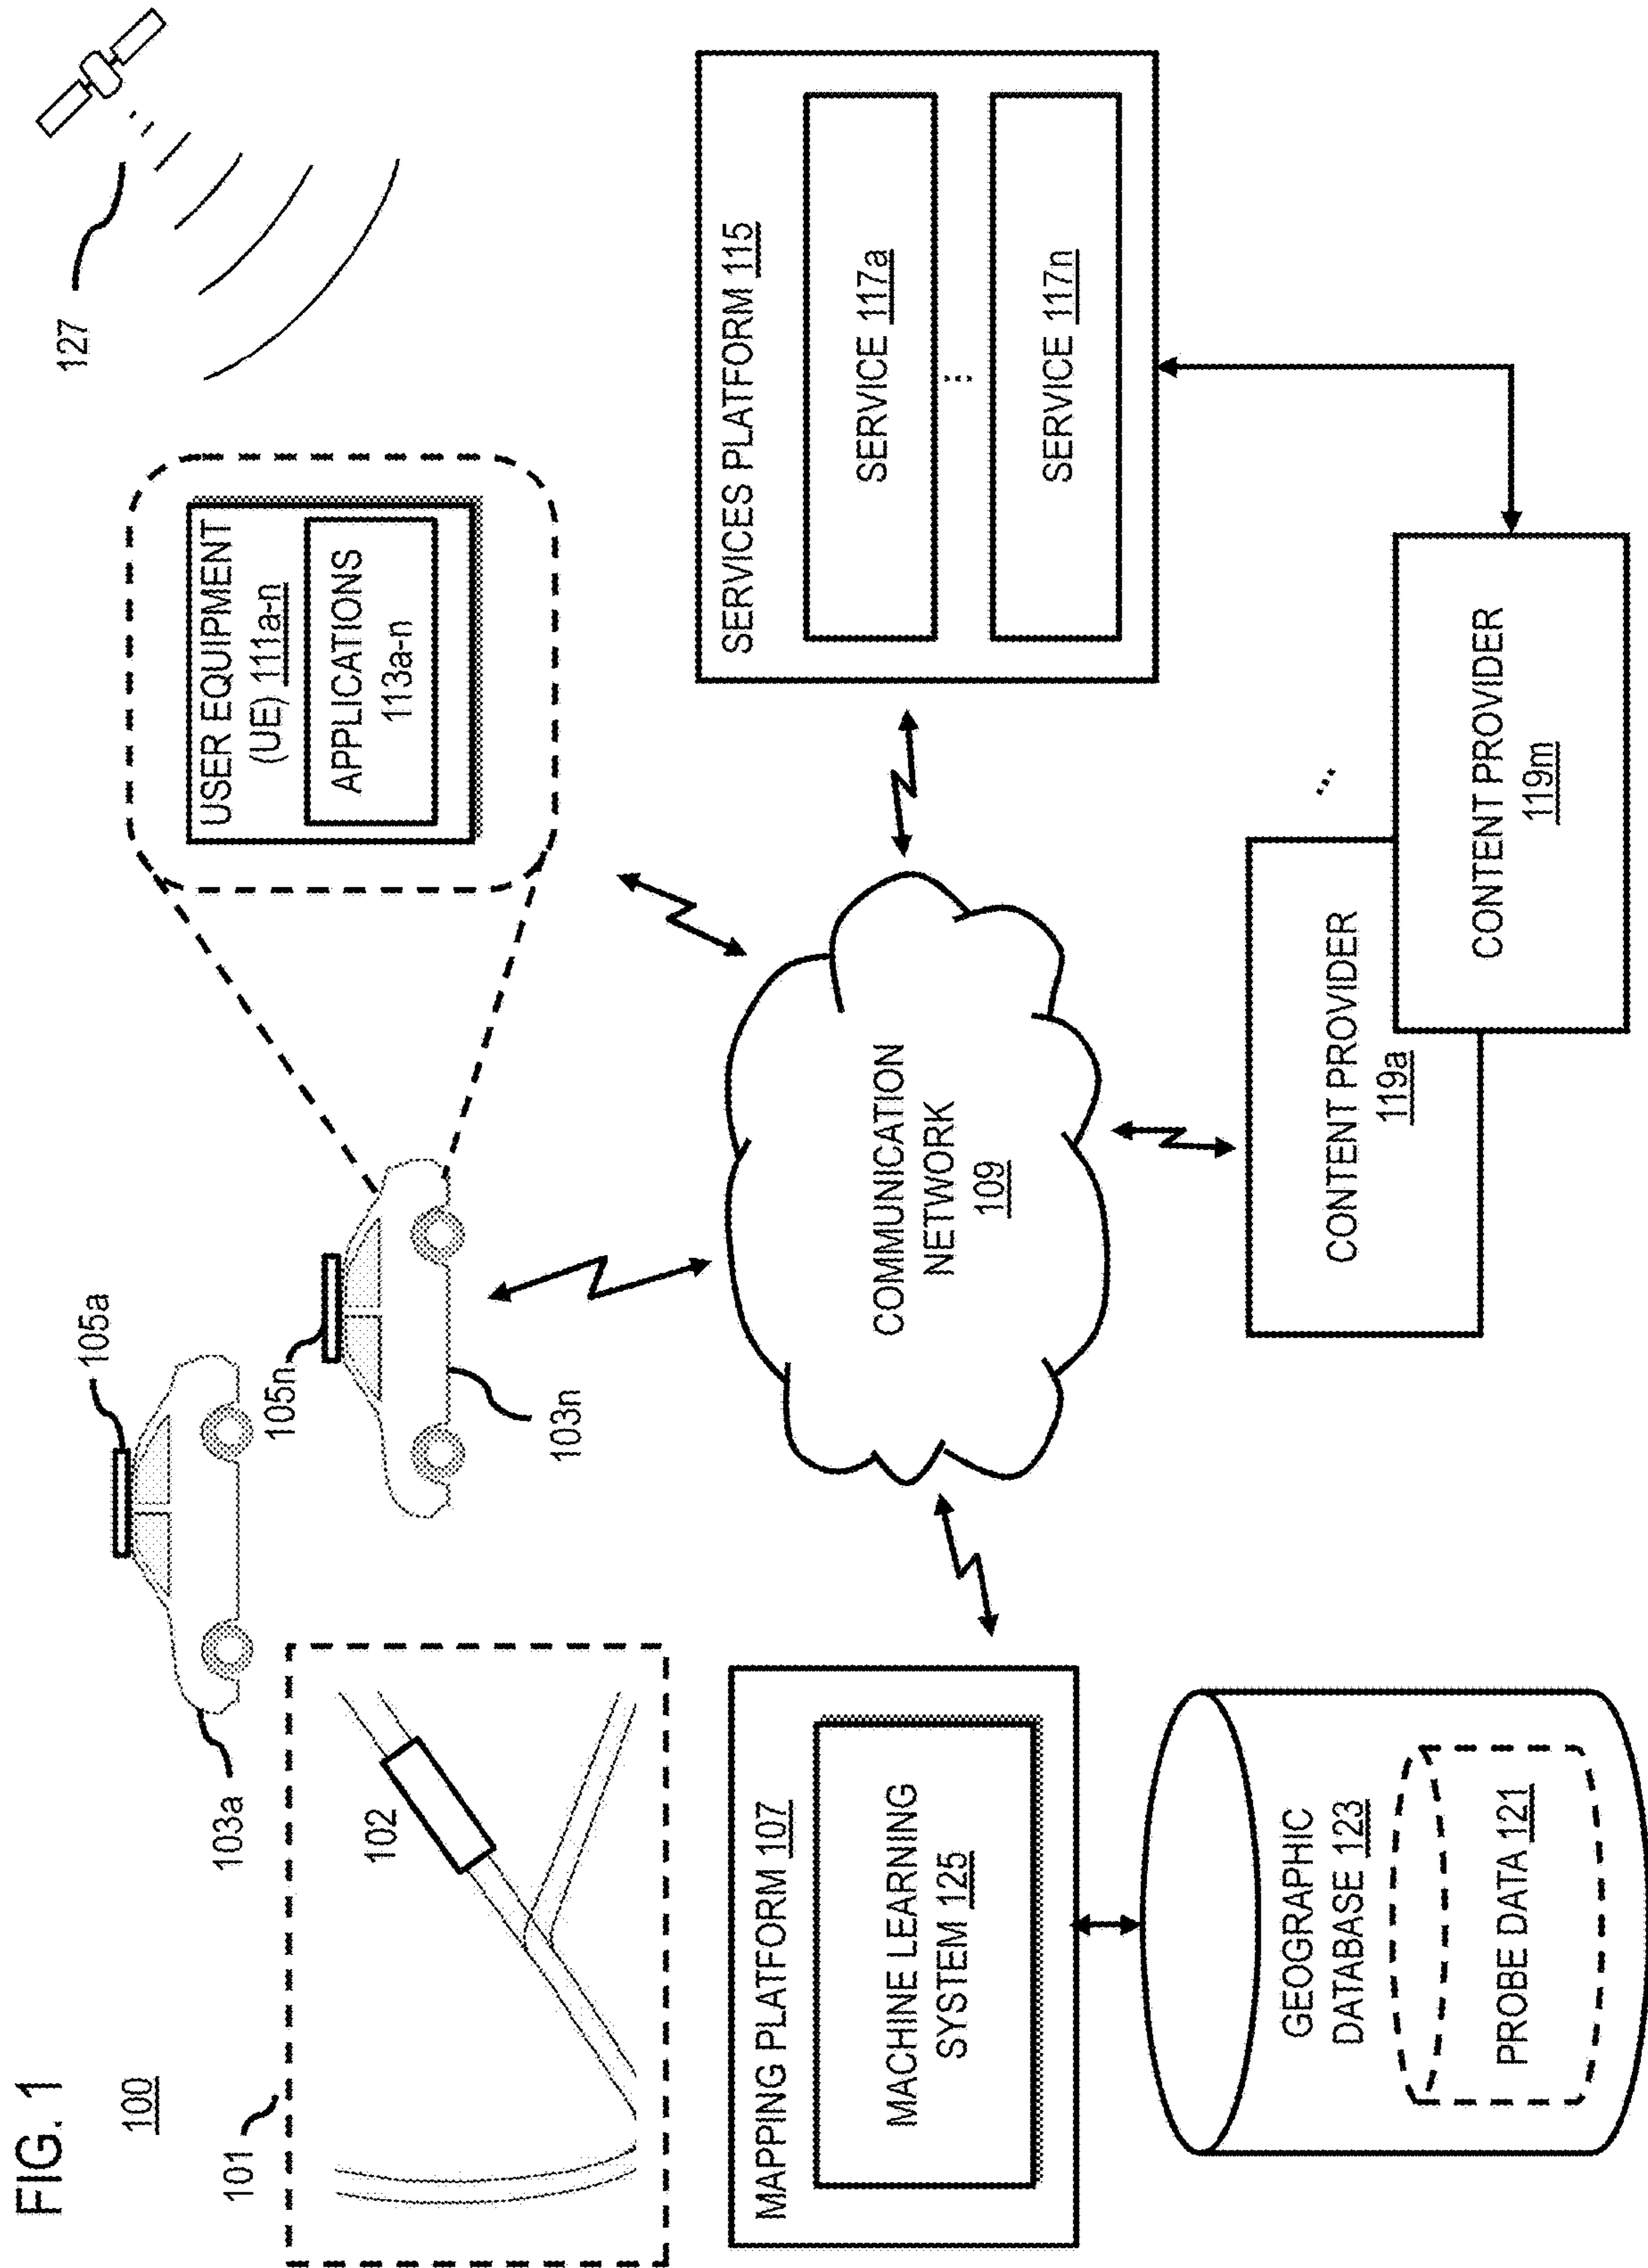 FIG. 1
100
101
102
103a
105a
105n
103n
127
USER EQUIPMENT
(UE) 111a-n
APPLICATIONS
113a-n
MAPPING PLATFORM 107
MACHINE LEARNING
SYSTEM 125
COMMUNICATION
NETWORK
109
SERVICES PLATFORM 115
SERVICE 117a
...
SERVICE 117n
GEOGRAPHIC
DATABASE 123
PROBE DATA 121
CONTENT PROVIDER
119a
...
CONTENT PROVIDER
119m